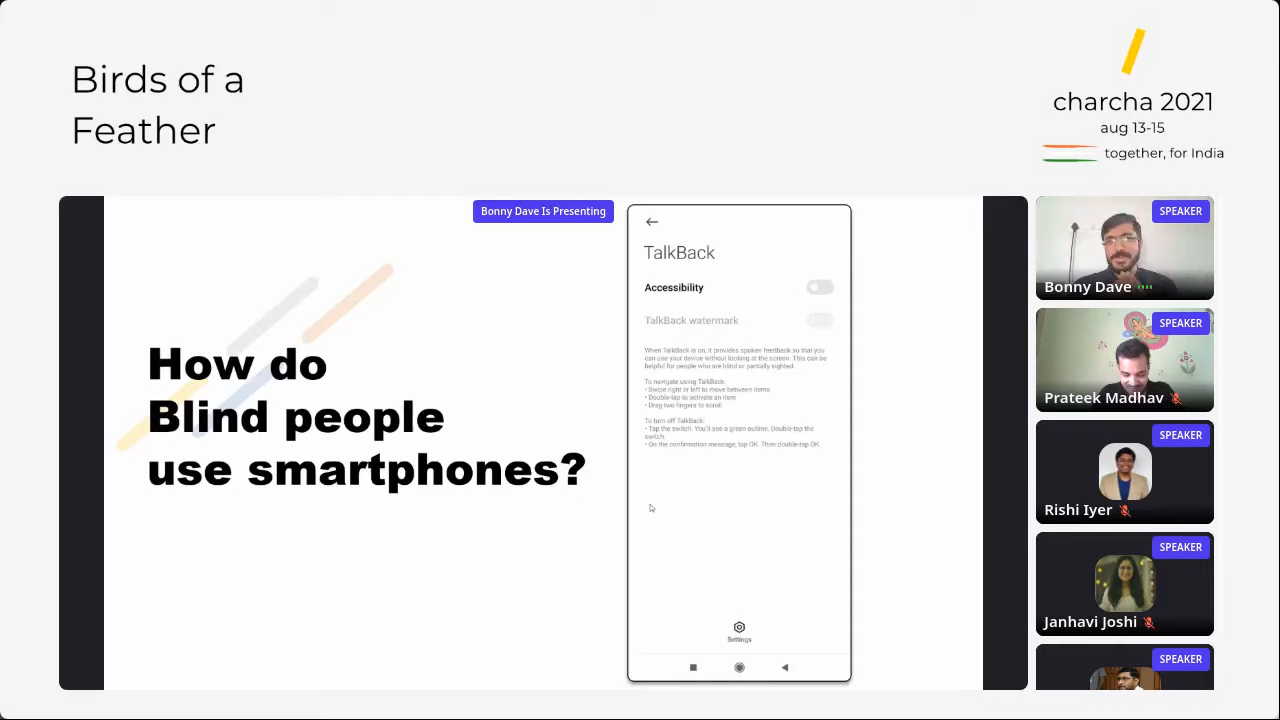 Birds of a
Feather
charcha 2021
aug 13-15
together, for India
Bonny Dave Is Presenting
How do
Blind people
use smartphones?
TalkBack
Accessibility
TalkBack watermark
When TalkBack is on, it provides spoken feedback so that you
can use your device without looking at the screen. This can be
helpful for people who are blind or partially sighted.
To navigate using TalkBack:
• Swipe right or left to move between items
• Double-tap to activate an item
• Drag two fingers to scroll
To turn off TalkBack:
• Tap the switch. You'll see a green outline. Double-tap the
switch.
• On the confirmation message, tap OK. Then double-tap OK.
Settings
SPEAKER
Bonny Dave
SPEAKER
Prateek Madhav
SPEAKER
Rishi Iyer
SPEAKER
Janhavi Joshi
SPEAKER